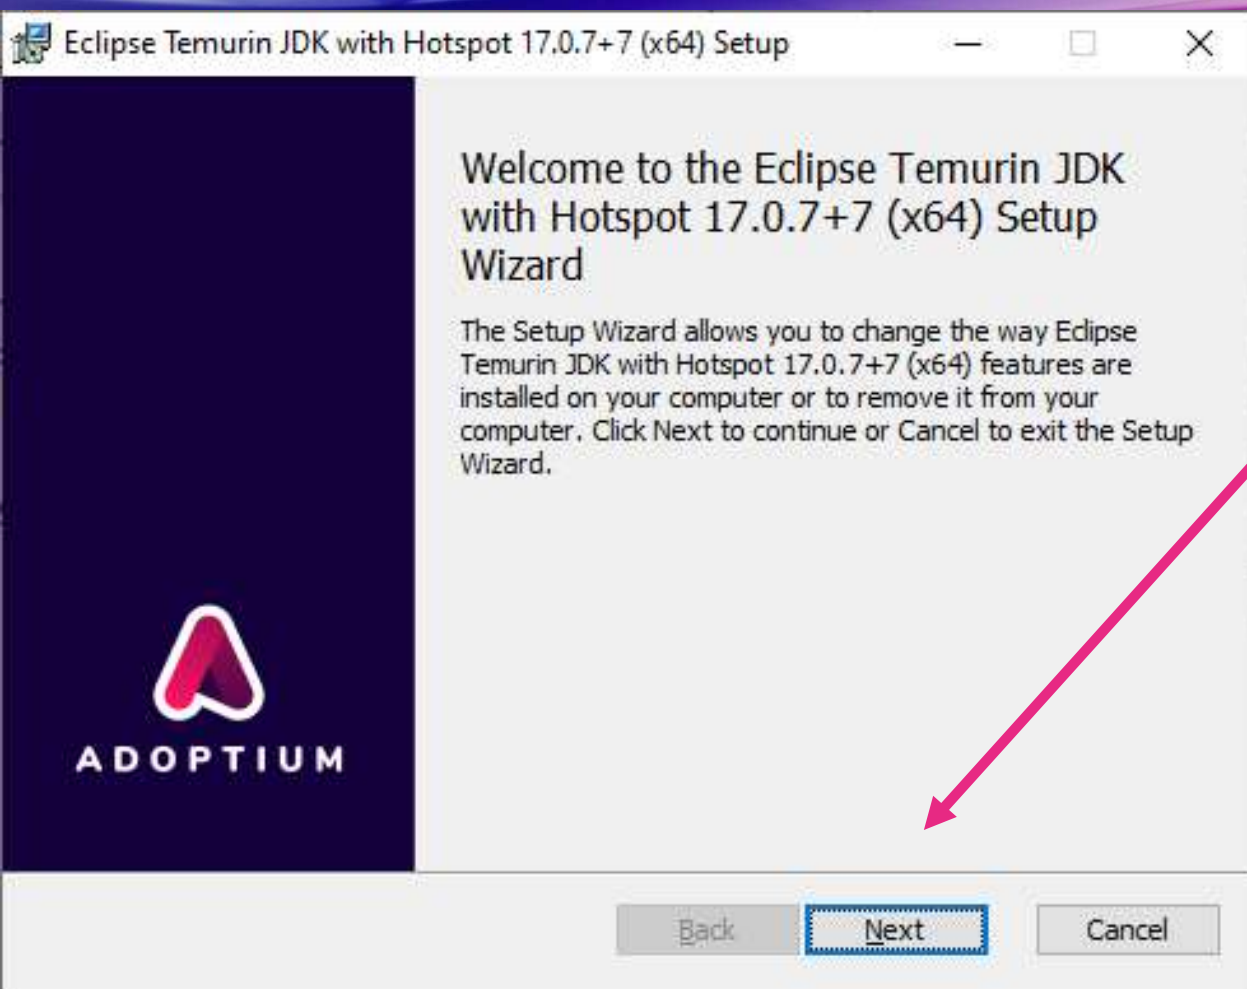 Eclipse Temurin JDK with Hotspot 17.0.7+7 (x64) Setup
Welcome to the Eclipse Temurin JDK
with Hotspot 17.0.7+7 (x64) Setup
Wizard
The Setup Wizard allows you to change the way Eclipse
Temurin JDK with Hotspot 17.0.7+7 (x64) features are
installed on your computer or to remove it from your
computer. Click Next to continue or Cancel to exit the Setup
Wizard.
ADOPTIUM
Back
Next
Cancel